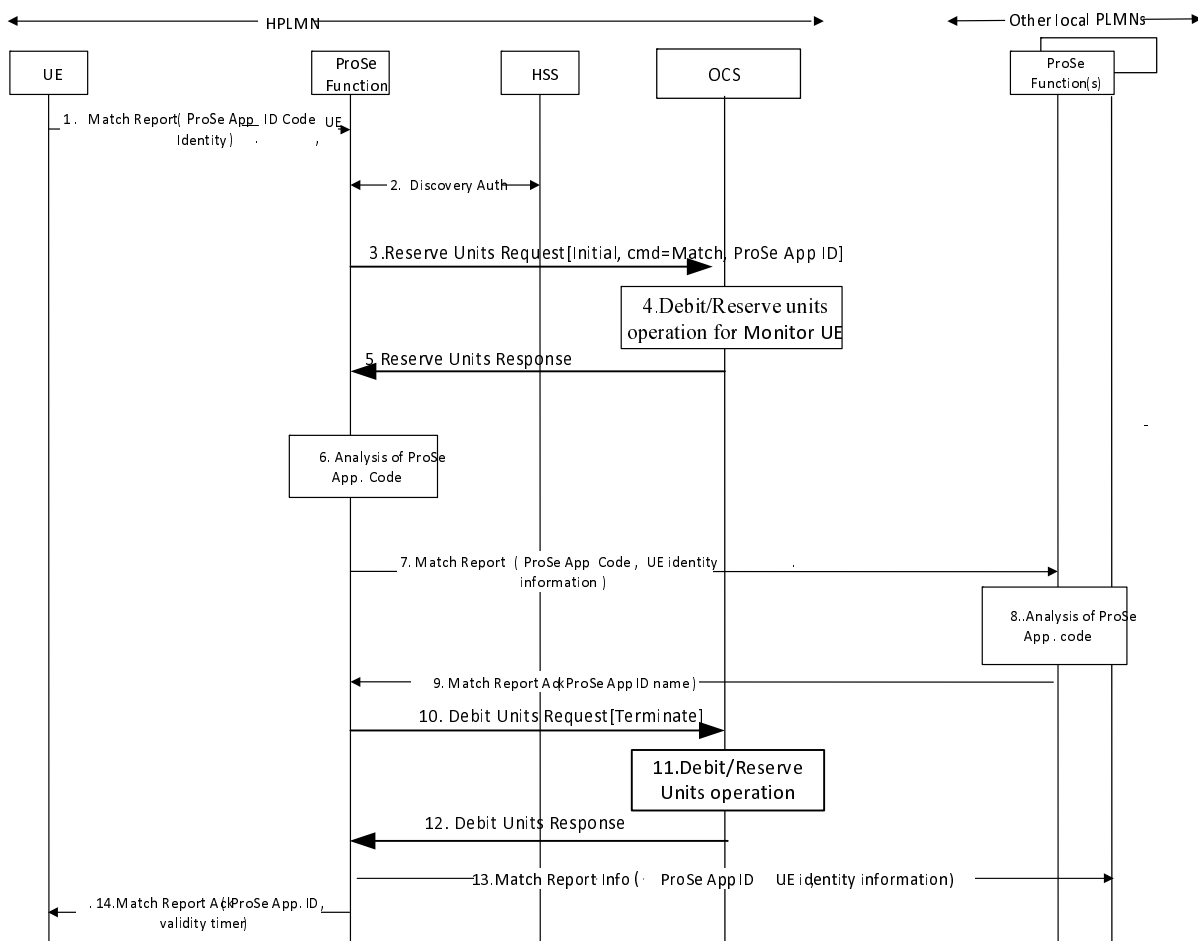 HPLMN
Other local PLMNs
UE
ProSe
Function
HSS
OCS
ProSe
Function(s)
1. Match Report( ProSe App ID Code , UE
Identity)
2. Discovery Auth
3.Reserve Units Request[Initial, cmd=Match, ProSe App ID]
4.Debit/Reserve units
operation for Monitor UE
5.Reserve Units Response
6. Analysis of ProSe
App. Code
7. Match Report ( ProSe App Code , UE identity
information )
8..Analysis of ProSe
App. code
9. Match Report Ack(ProSe App ID name)
10. Debit Units Request[Terminate]
11.Debit/Reserve
Units operation
12. Debit Units Response
13.Match Report Info ( ProSe App ID UE identity information)
. 14.Match Report Ack(ProSe App. ID,
validity timer)